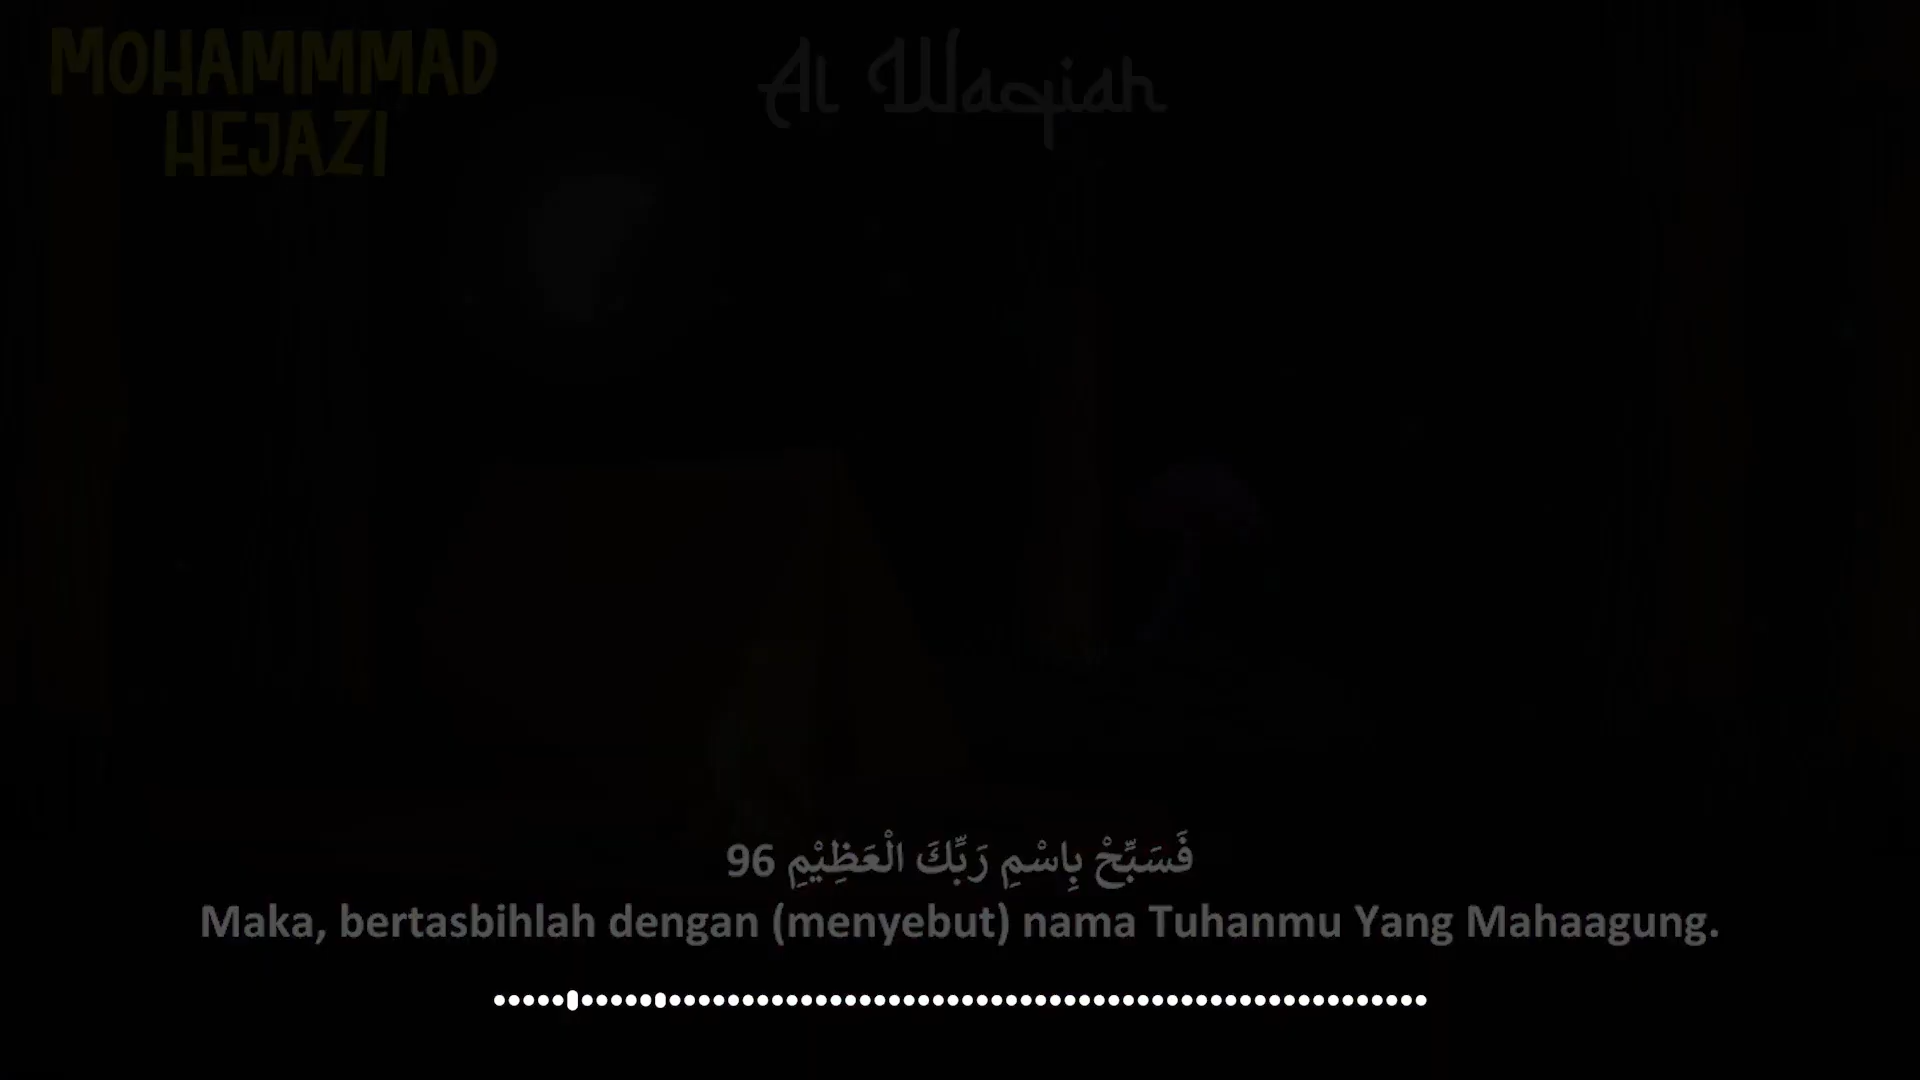 MOHAMMMAD
HEJAZI
Al Waqiah
فَسَبِّحْ بِاسْمِ رَبِّكَ الْعَظِيْمِ 96
Maka, bertasbihlah dengan (menyebut) nama Tuhanmu Yang Mahaagung.